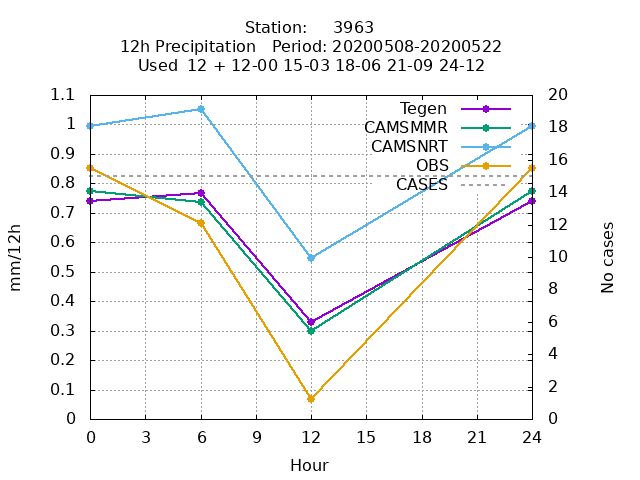 Station:     3963
12h Precipitation   Period: 20200508-20200522
Used  12 + 12-00 15-03 18-06 21-09 24-12
Tegen
CAMSMMR
CAMSNRT
OBS
CASES
mm/12h
1.1
1
0.9
0.8
0.7
0.6
0.5
0.4
0.3
0.2
0.1
0
No cases
20
18
16
14
12
10
8
6
4
2
0
0 3 6 9 12 15 18 21 24
Hour